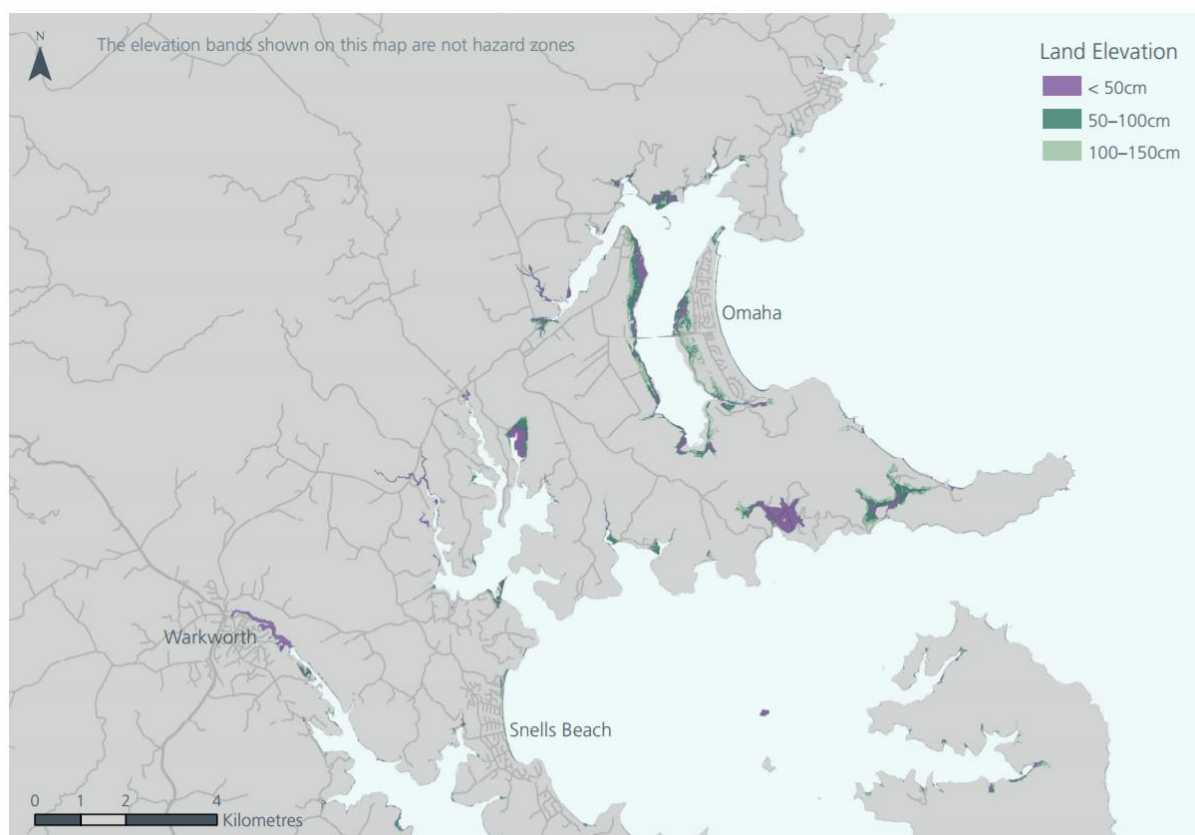 N
The elevation bands shown on this map are not hazard zones
Land Elevation
< 50cm
50–100cm
100–150cm
Omaha
Warkworth
Snells Beach
0 1 2 4
Kilometres